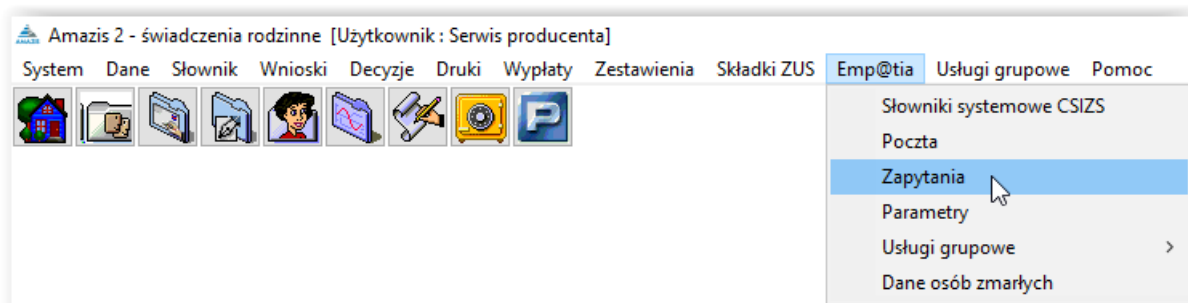 Amazis 2 - świadczenia rodzinne [Użytkownik : Serwis producenta]
System Dane Słownik Wnioski Decyzje Druki Wypłaty Zestawienia Składki ZUS Emp@tia Usługi grupowe Pomoc
Słowniki systemowe CSIZS
Poczta
Zapytania
Parametry
Usługi grupowe
Dane osób zmarłych